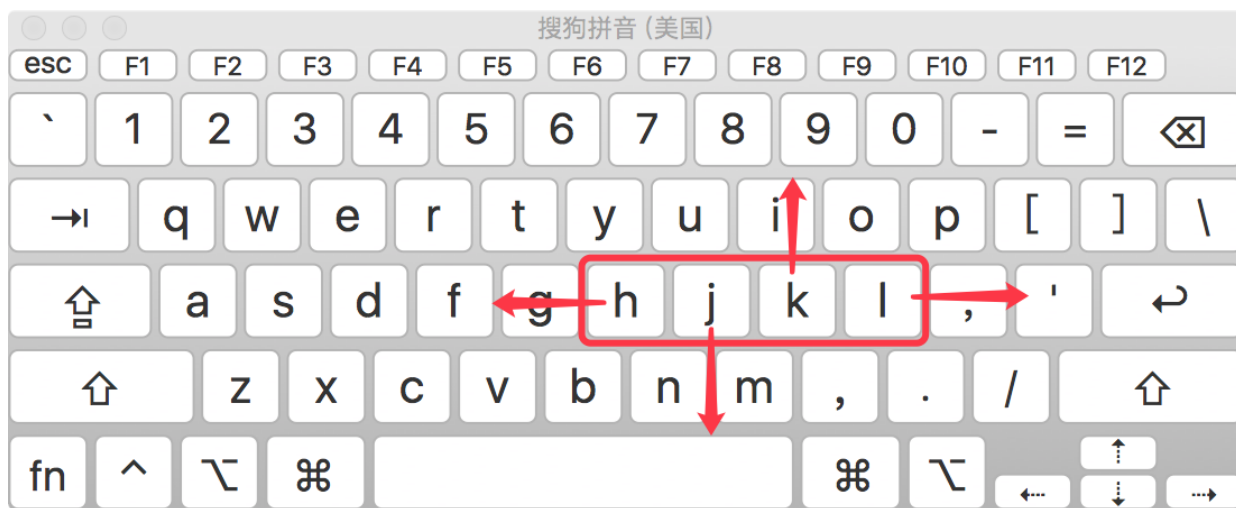 搜狗拼音 (美国)
esc F1 F2 F3 F4 F5 F6 F7 F8 F9 F10 F11 F12
` 1 2 3 4 5 6 7 8 9 0 - =
q w e r t y u i o p [ ] \
a s d f g h j k l '
z x c v b n m , . /
fn ^ ⌥ ⌘ ⌘ ⌥